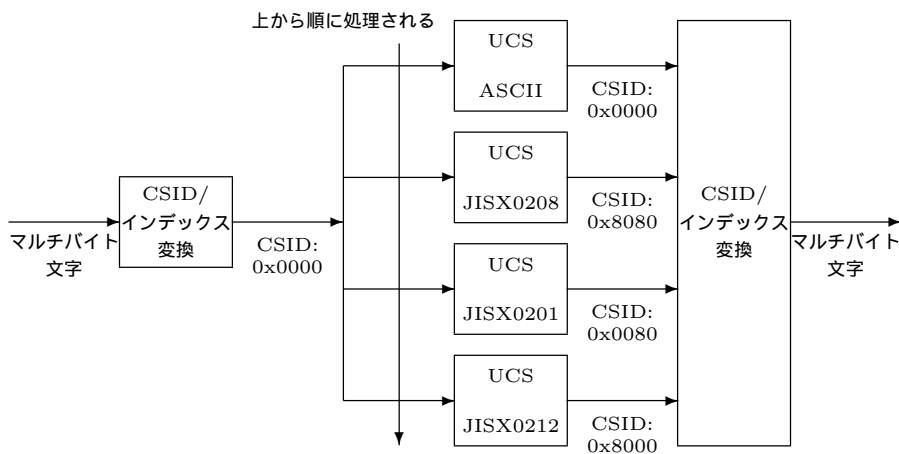 上から順に処理される
UCS
ASCII
CSID:
0x0000
UCS
JISX0208
CSID:
0x8080
CSID/
インデックス
変換
マルチバイト
文字
CSID:
0x0000
CSID/
インデックス
変換
マルチバイト
文字
UCS
JISX0201
CSID:
0x0080
UCS
JISX0212
CSID:
0x8000